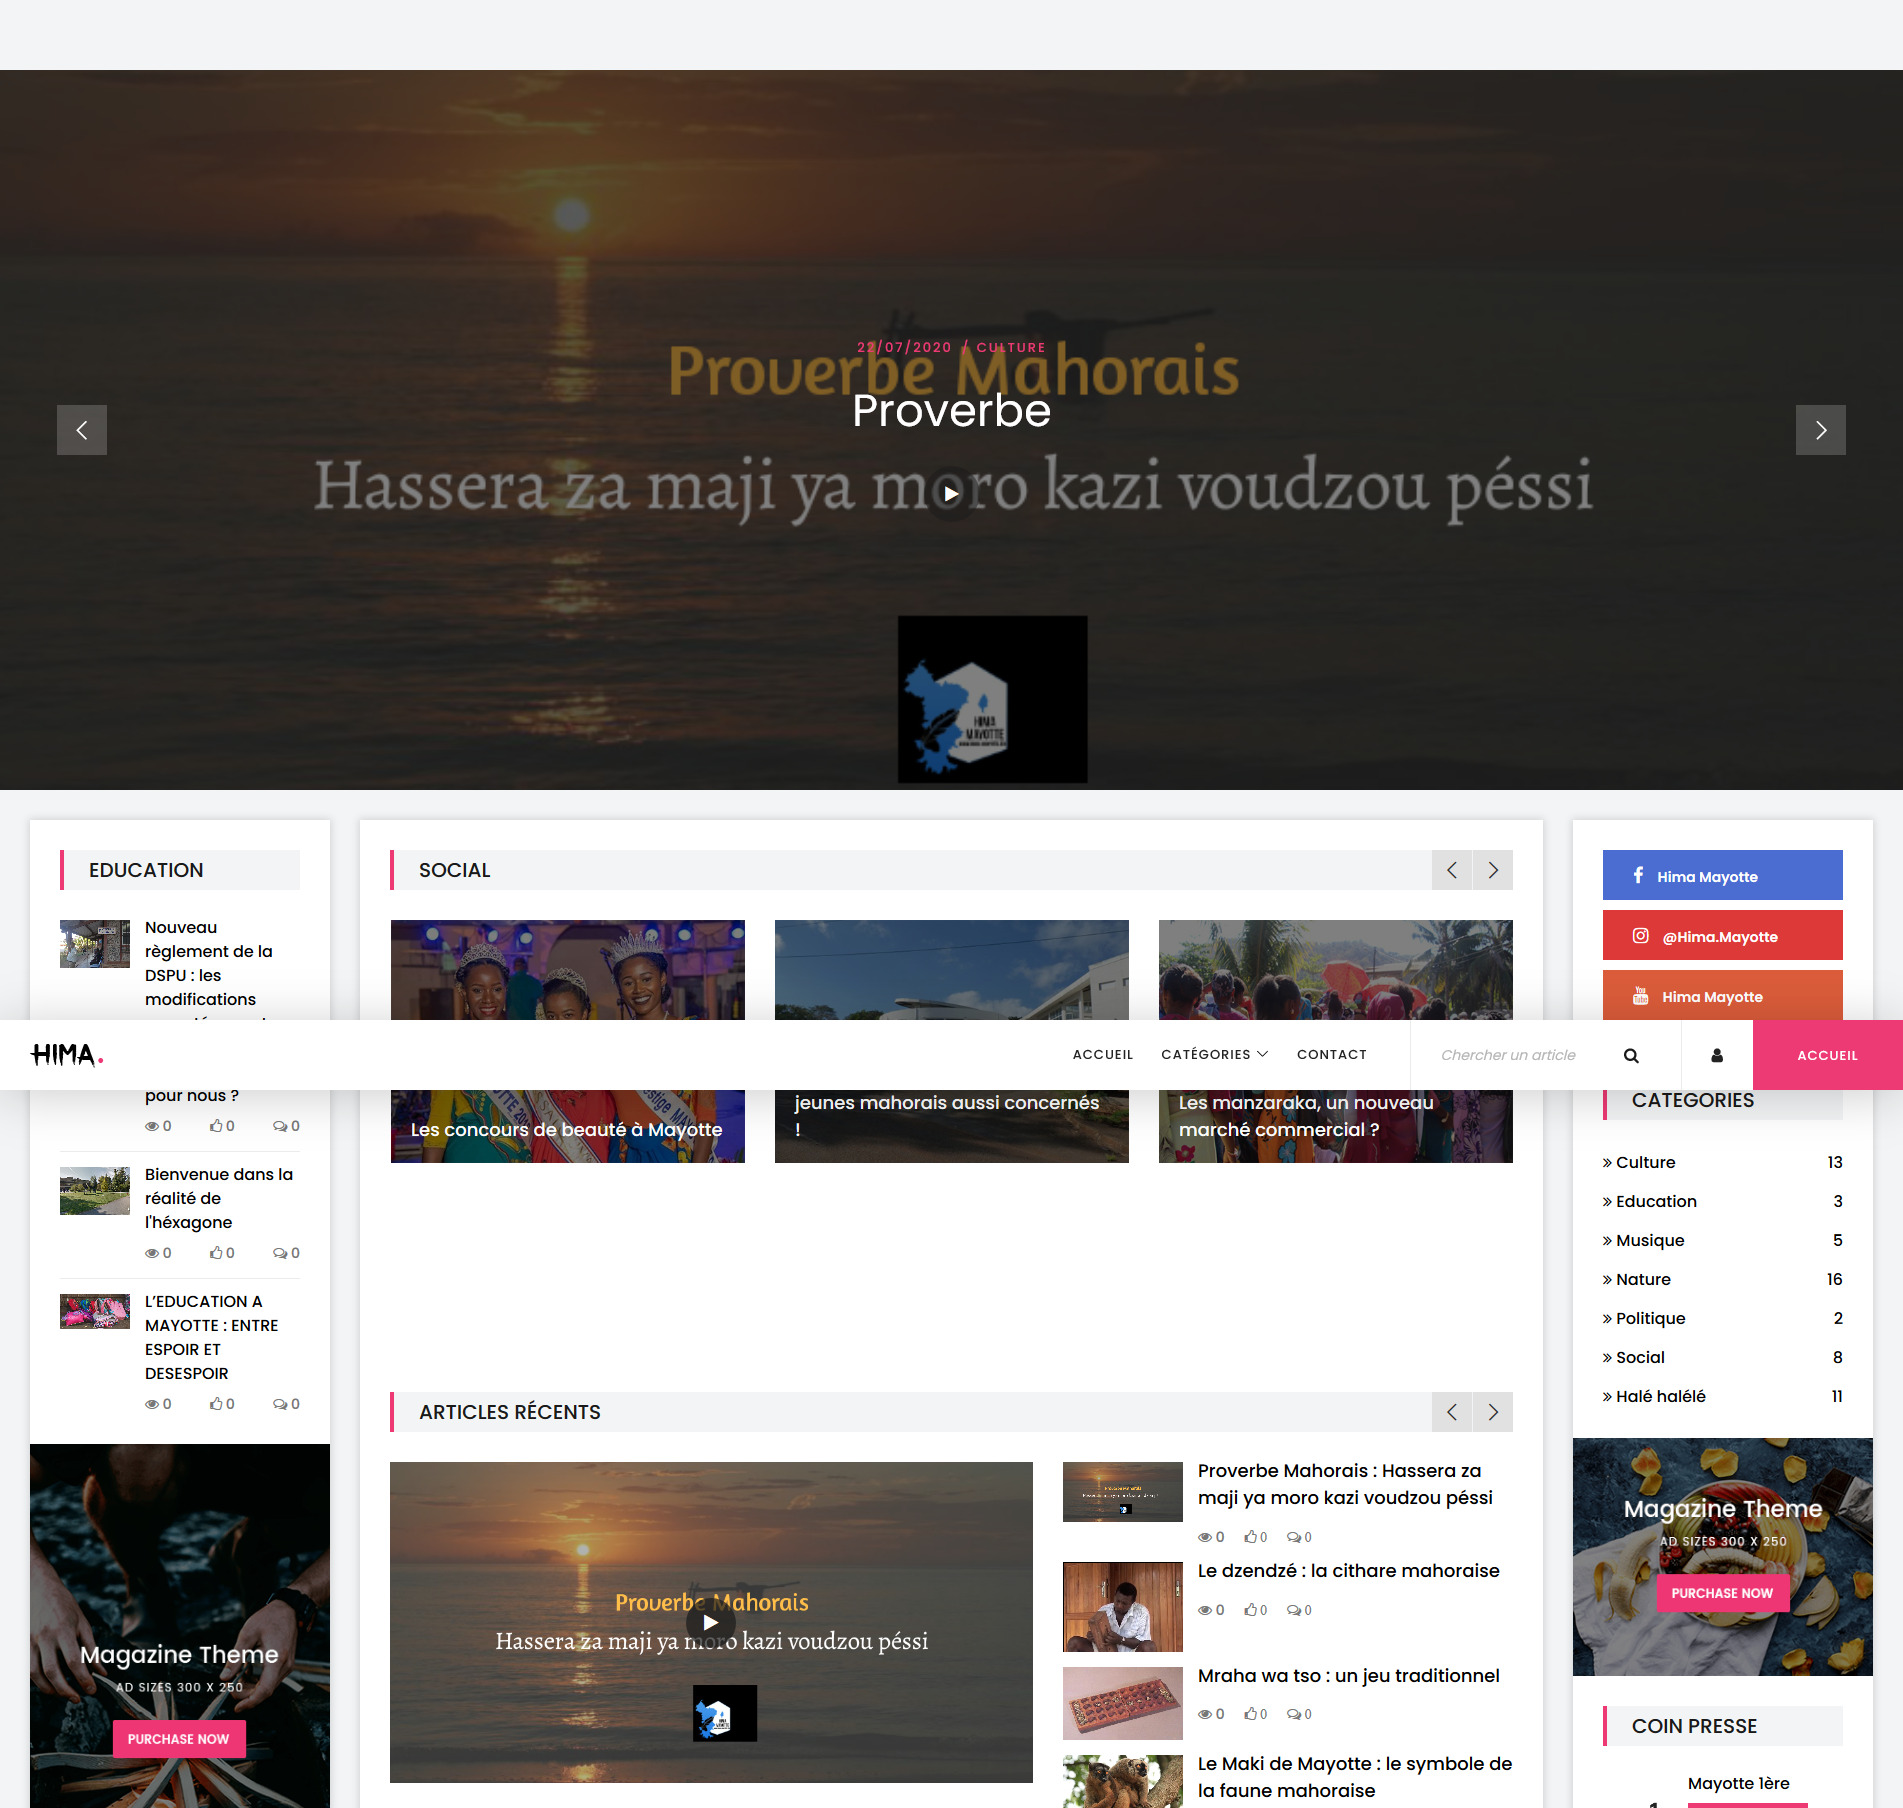 22/07/2020 / CULTURE
Proverbe Mahorais
Proverbe
Hassera za maji ya moro kazi voudzou péssi
HIMA
MAYOTTE
EDUCATION
Nouveau
règlement de la
DSPU : les
modifications
pour nous ?
0 0 0
Bienvenue dans la
réalité de
l'héxagone
0 0 0
L'EDUCATION A
MAYOTTE : ENTRE
ESPOIR ET
DESESPOIR
0 0 0
Magazine Theme
AD SIZES 300 X 250
PURCHASE NOW
SOCIAL
Les concours de beauté à Mayotte
jeunes mahorais aussi concernés
!
Les manzaraka, un nouveau
marché commercial ?
HIMA.
ACCUEIL CATÉGORIES CONTACT
Chercher un article
ACCUEIL
ARTICLES RÉCENTS
Proverbe Mahorais
Hassera za maji ya moro kazi voudzou péssi
HIMA
MAYOTTE
Proverbe Mahorais : Hassera za
maji ya moro kazi voudzou péssi
0 0 0
Le dzendzé : la cithare mahoraise
0 0 0
Mraha wa tso : un jeu traditionnel
0 0 0
Le Maki de Mayotte : le symbole de
la faune mahoraise
Hima Mayotte
@Hima.Mayotte
You
Tube
Hima Mayotte
CATEGORIES
» Culture 13
» Education 3
» Musique 5
» Nature 16
» Politique 2
» Social 8
» Halé halélé 11
Magazine Theme
AD SIZES 300 X 250
PURCHASE NOW
COIN PRESSE
Mayotte 1ère